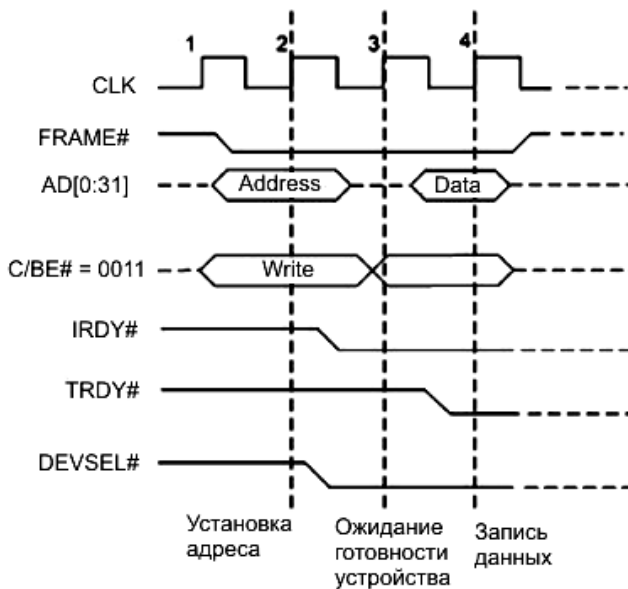 1 2 3 4
CLK
FRAME#
AD[0:31] Address Data
C/BE# = 0011 Write
IRDY#
TRDY#
DEVSEL#
Установка Ожидание Запись
адреса готовности данных
устройства